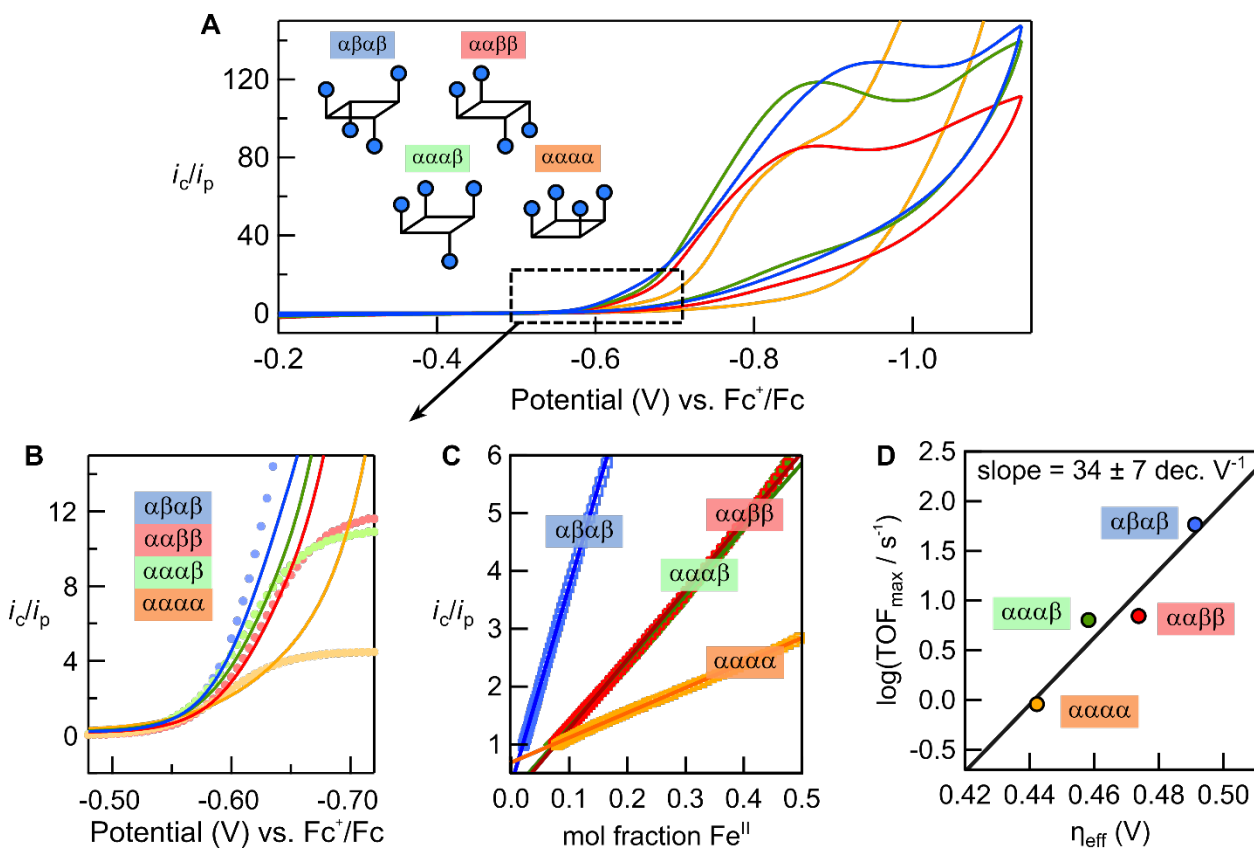 A
αβαβ
ααββ
αααβ
αααα
120
80
40
0
ic/ip
-0.2
-0.4
-0.6
-0.8
-1.0
Potential (V) vs. Fc⁺/Fc
B
αβαβ
ααββ
αααβ
αααα
12
8
4
0
ic/ip
-0.50
-0.60
-0.70
Potential (V) vs. Fc⁺/Fc
C
αβαβ
ααββ
αααβ
αααα
6
5
4
3
2
1
ic/ip
0.0
0.1
0.2
0.3
0.4
0.5
mol fraction Feᴵᴵ
D
slope = 34 ± 7 dec. V⁻¹
αβαβ
αααβ
ααββ
αααα
2.5
2.0
1.5
1.0
0.5
0.0
-0.5
log(TOFmax / s⁻¹)
0.42
0.44
0.46
0.48
0.50
ηeff (V)